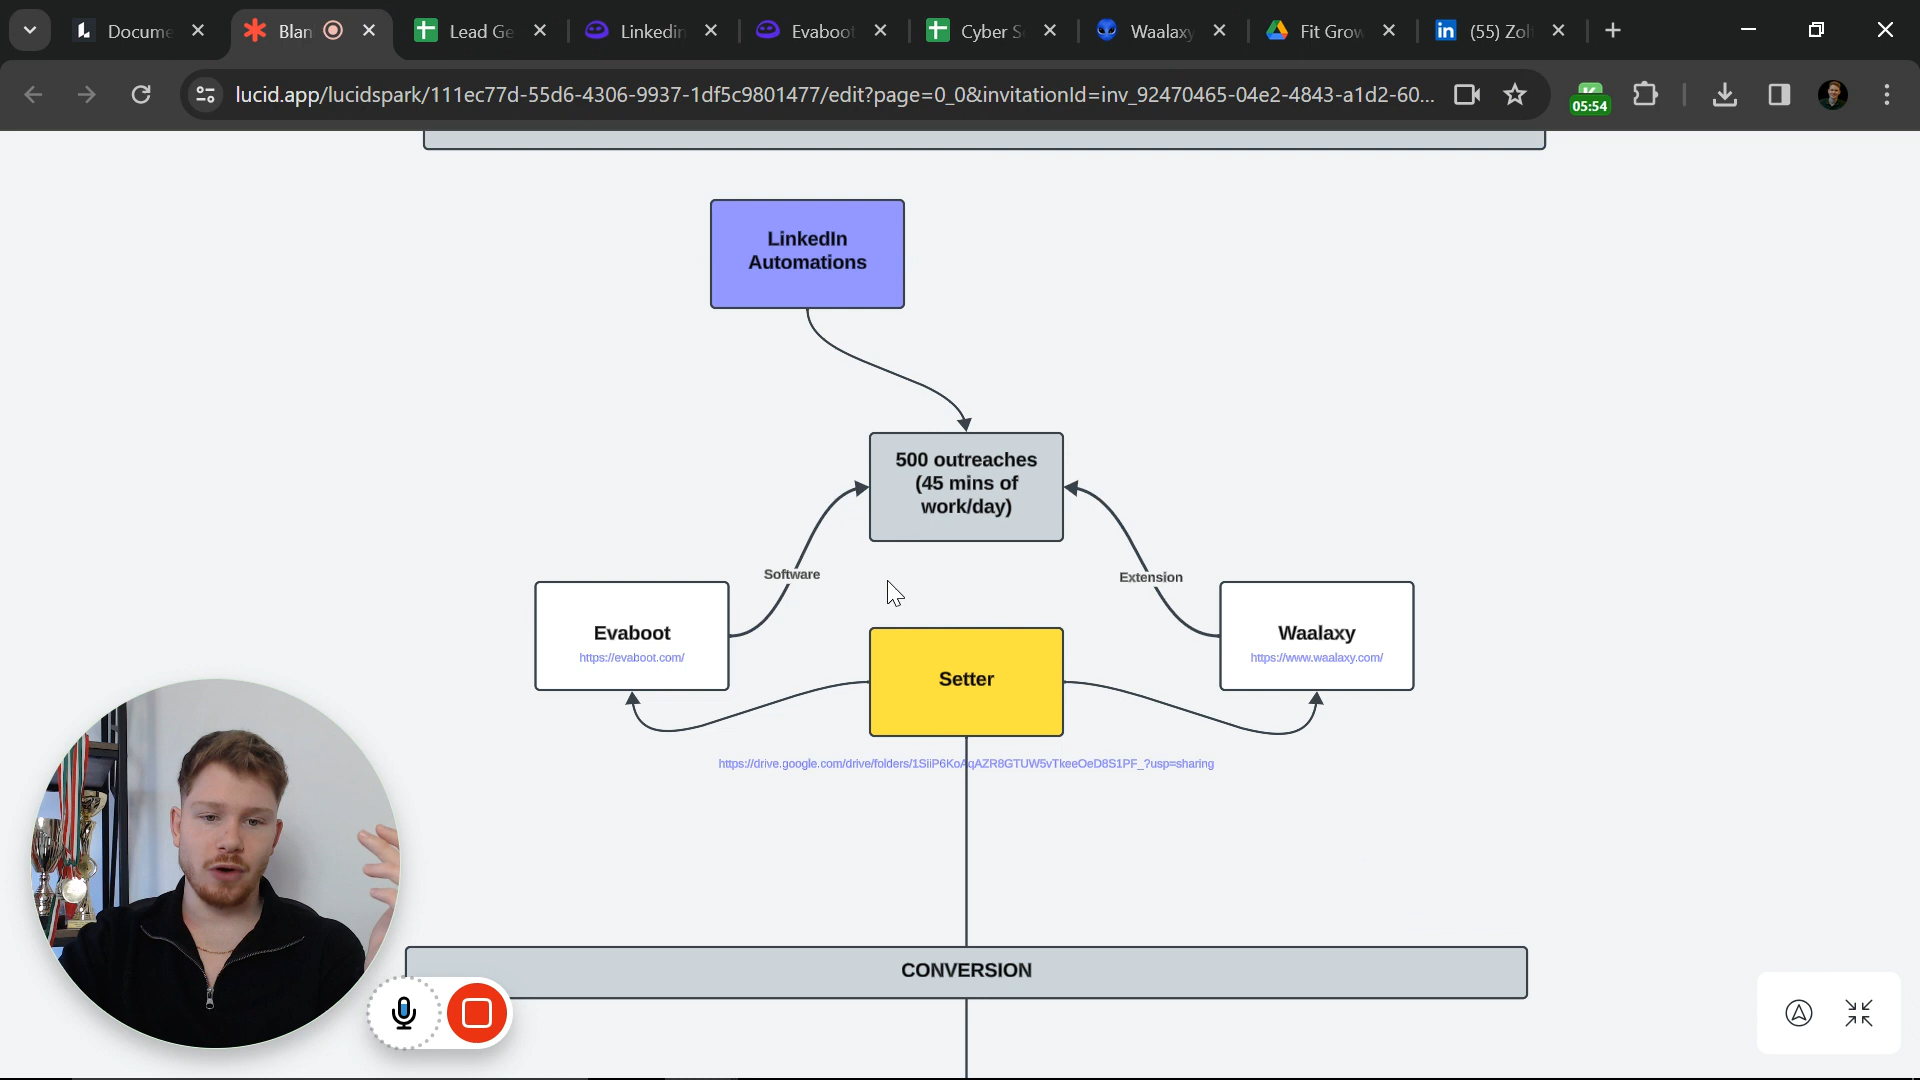 Docume
Blan
Lead Ge
Linkedin
Evaboot
Cyber S
Waalaxy
Fit Grow
(55) Zol
lucid.app/lucidspark/111ec77d-55d6-4306-9937-1df5c9801477/edit?page=0_0&invitationId=inv_92470465-04e2-4843-a1d2-60...
05:54
LinkedIn
Automations
500 outreaches
(45 mins of
work/day)
Software
Extension
Evaboot
https://evaboot.com/
Waalaxy
https://www.waalaxy.com/
Setter
https://drive.google.com/drive/folders/1SiiP6KoAqAZR8GTUW5vTkeeOeD8S1PF_?usp=sharing
CONVERSION